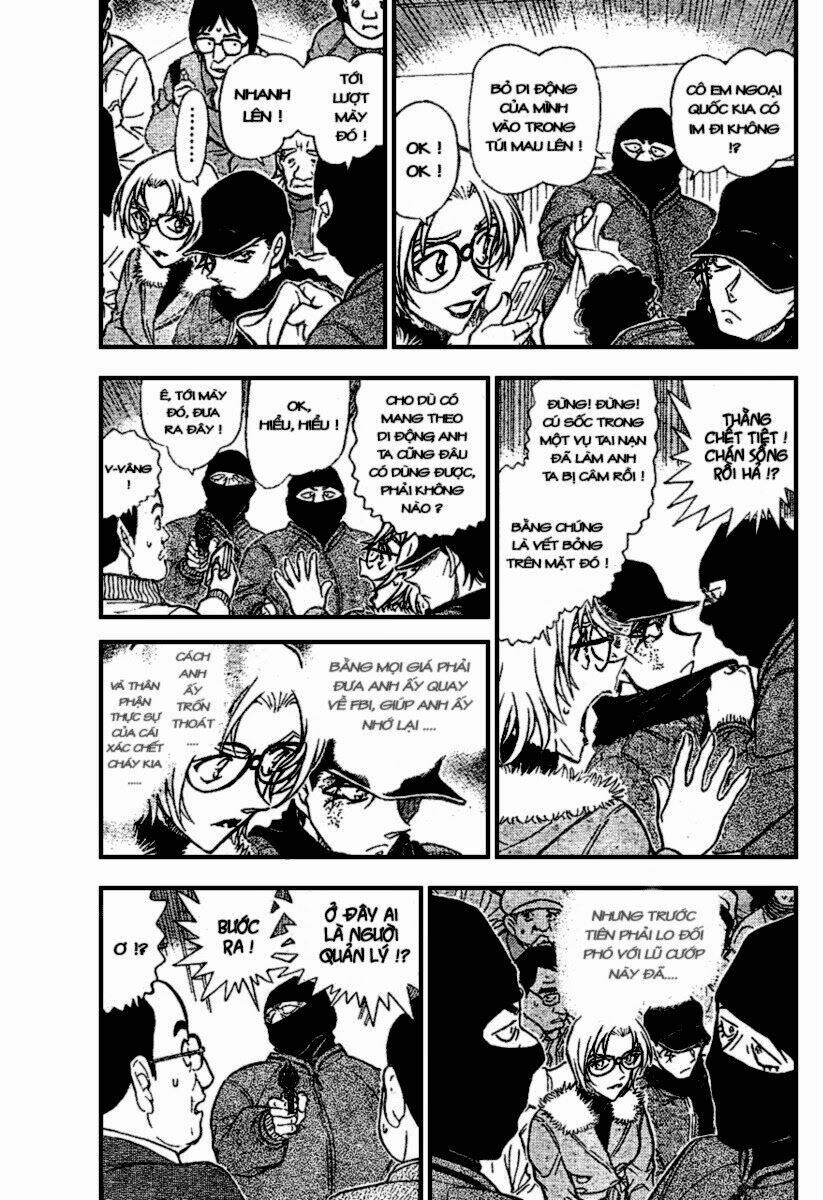 CÔ EM NGOẠI
QUỐC KIA CÓ
IM ĐI KHÔNG
!?
BỎ DI ĐỘNG
CỦA MÌNH
VÀO TRONG
TÚI MAU LÊN !
OK !
OK !
TỚI
LƯỢT
MÀY
ĐÓ !
NHANH
LÊN !
........
THẰNG
CHẾT TIỆT !
CHÁN SỐNG
RỒI HẢ !?
ĐỪNG! ĐỪNG!
CÚ SỐC TRONG
MỘT VỤ TAI NẠN
ĐÃ LÀM ANH
TA BỊ CÂM RỒI !
BẰNG CHỨNG
LÀ VẾT BỎNG
TRÊN MẶT ĐÓ !
CHO DÙ CÓ
MANG THEO
DI ĐỘNG ANH
TA CŨNG ĐÂU
CÓ DÙNG ĐƯỢC,
PHẢI KHÔNG
NÀO ?
OK,
HIỂU, HIỂU !
Ê, TỚI MÀY
ĐÓ, ĐƯA
RA ĐÂY !
V-VÂNG
!
BẰNG MỌI GIÁ PHẢI
ĐƯA ANH ẤY QUAY
VỀ FBI, GIÚP ANH ẤY
NHỚ LẠI ....
CÁCH
ANH
ẤY
TRỐN
THOÁT
....
VÀ THÂN
PHẬN
THỰC SỰ
CỦA CÁI
XÁC CHẾT
CHÁY KIA
.....
NHƯNG TRƯỚC
TIÊN PHẢI LO ĐỐI
PHÓ VỚI LŨ CƯỚP
NÀY ĐÃ....
Ở ĐÂY AI
LÀ NGƯỜI
QUẢN LÝ !?
BƯỚC
RA !
Ơ !?